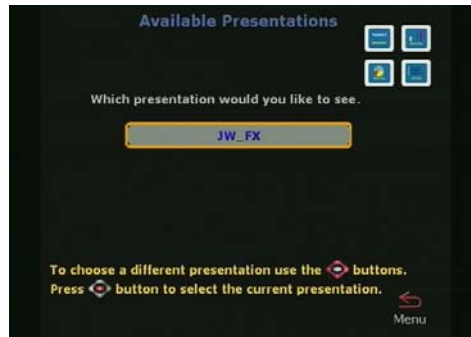 Available Presentations
Which presentation would you like to see.
JW_FX
To choose a different presentation use the buttons.
Press button to select the current presentation.
Menu